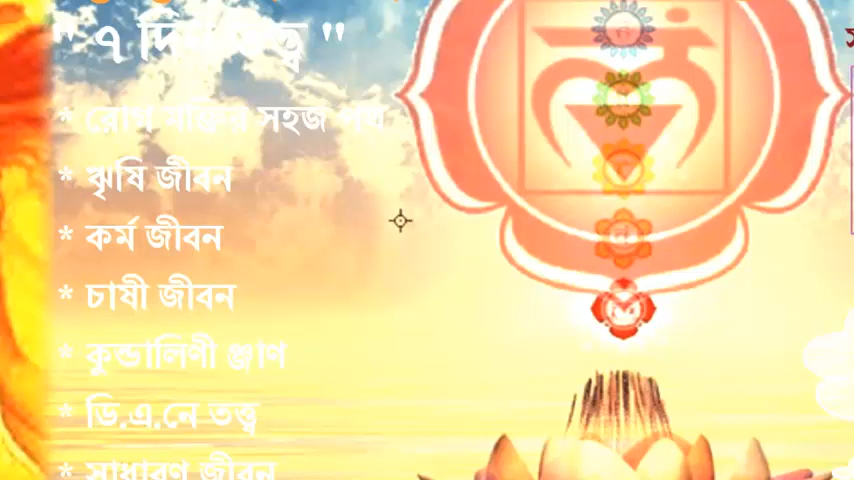 " ৭ দিন তত্ত্ব "
* রোগ মুক্তির সহজ পথ
* ঋষি জীবন
* কর্ম জীবন
* চাষী জীবন
* কুন্ডালিণী ঞ্জাণ
* ডি.এ.নে তত্ত্ব
* সাধারণ জীবন